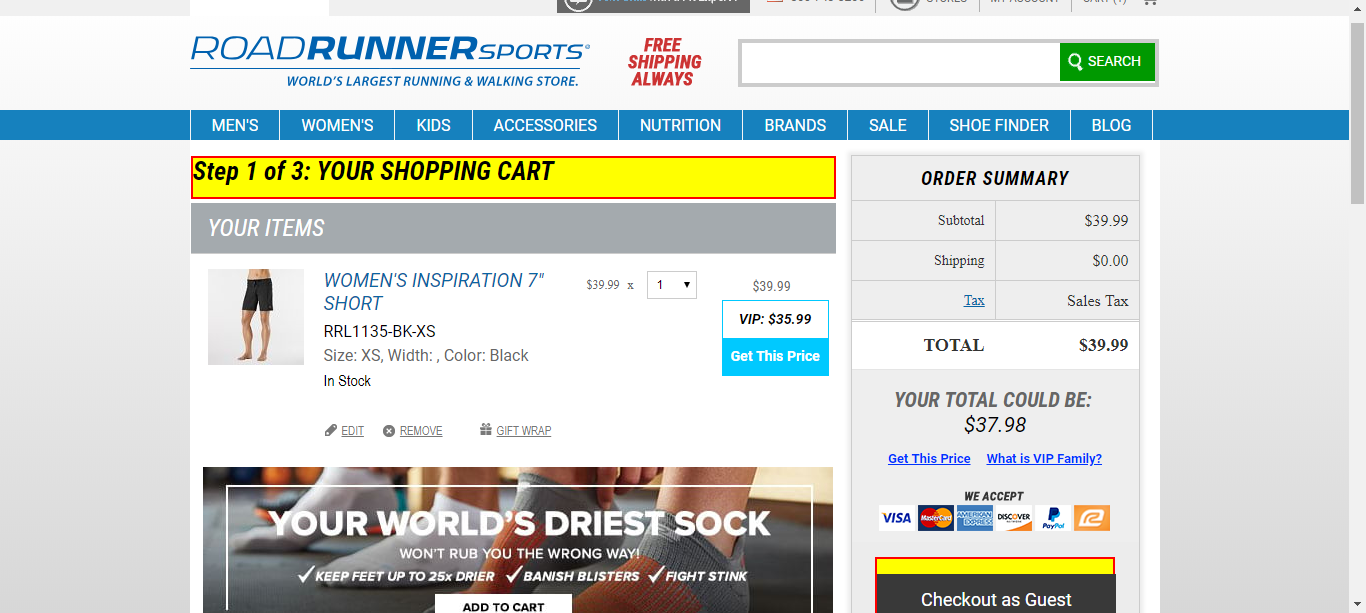 STORES
MY ACCOUNT
CART (1)
ROADRUNNERSPORTS
WORLD'S LARGEST RUNNING & WALKING STORE.
FREE
SHIPPING
ALWAYS
SEARCH
MEN'S
WOMEN'S
KIDS
ACCESSORIES
NUTRITION
BRANDS
SALE
SHOE FINDER
BLOG
Step 1 of 3: YOUR SHOPPING CART
YOUR ITEMS
WOMEN'S INSPIRATION 7"
SHORT
RRL1135-BK-XS
Size: XS, Width: , Color: Black
In Stock
$39.99 x 1
$39.99
VIP: $35.99
Get This Price
EDIT
REMOVE
GIFT WRAP
YOUR WORLD'S DRIEST SOCK
WON'T RUB YOU THE WRONG WAY!
✓KEEP FEET UP TO 25x DRIER ✓BANISH BLISTERS ✓FIGHT STINK
ADD TO CART
ORDER SUMMARY
Subtotal $39.99
Shipping $0.00
Tax Sales Tax
TOTAL $39.99
YOUR TOTAL COULD BE:
$37.98
Get This Price What is VIP Family?
WE ACCEPT
VISA MasterCard AMERICAN EXPRESS DISCOVER PayPal
Checkout as Guest